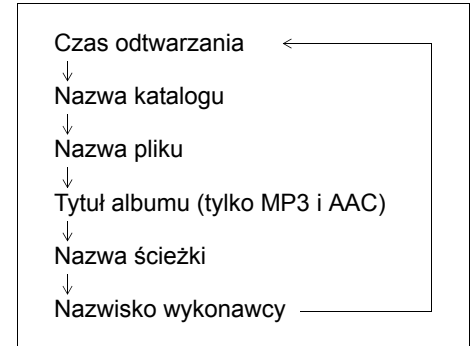 Czas odtwarzania
Nazwa katalogu
Nazwa pliku
Tytuł albumu (tylko MP3 i AAC)
Nazwa ścieżki
Nazwisko wykonawcy